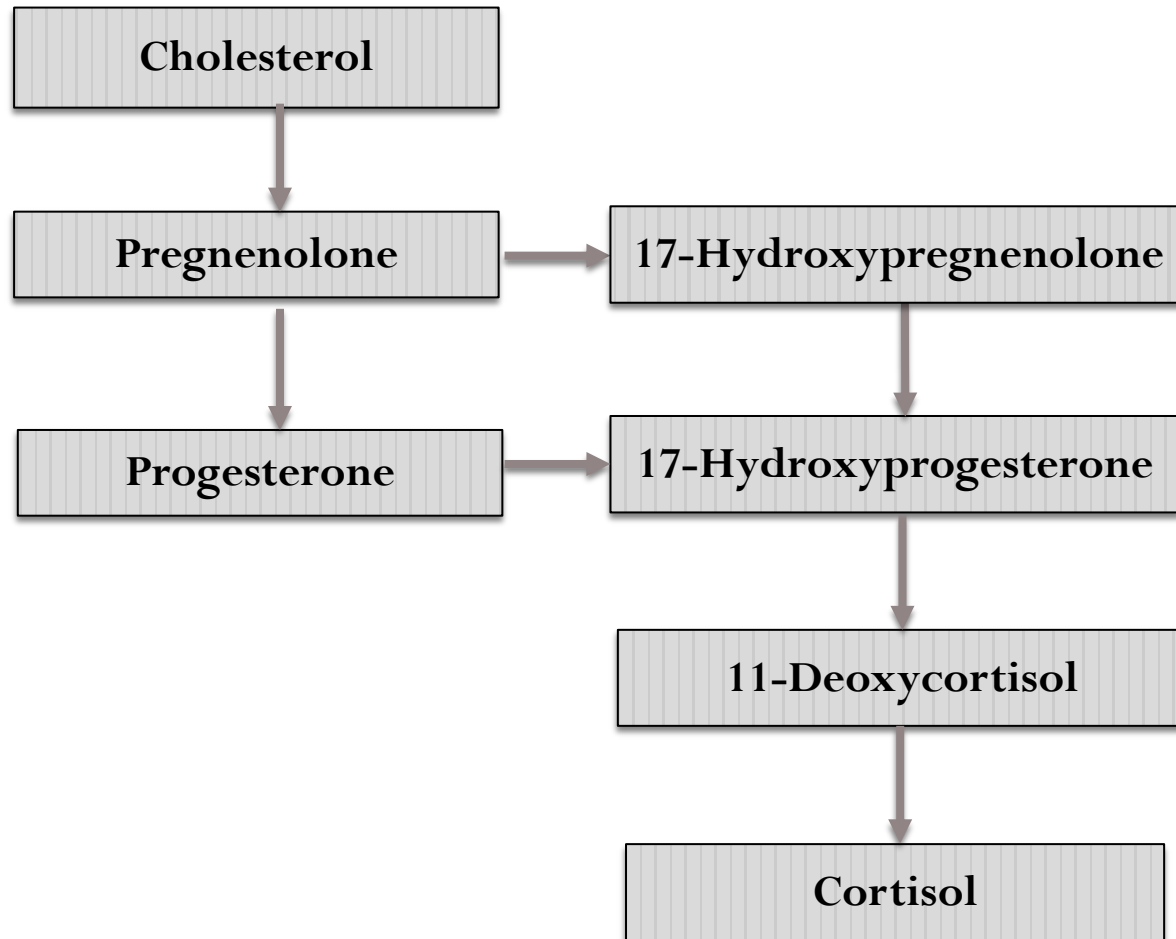 Cholesterol
Pregnenolone
17-Hydroxypregnenolone
Progesterone
17-Hydroxyprogesterone
11-Deoxycortisol
Cortisol